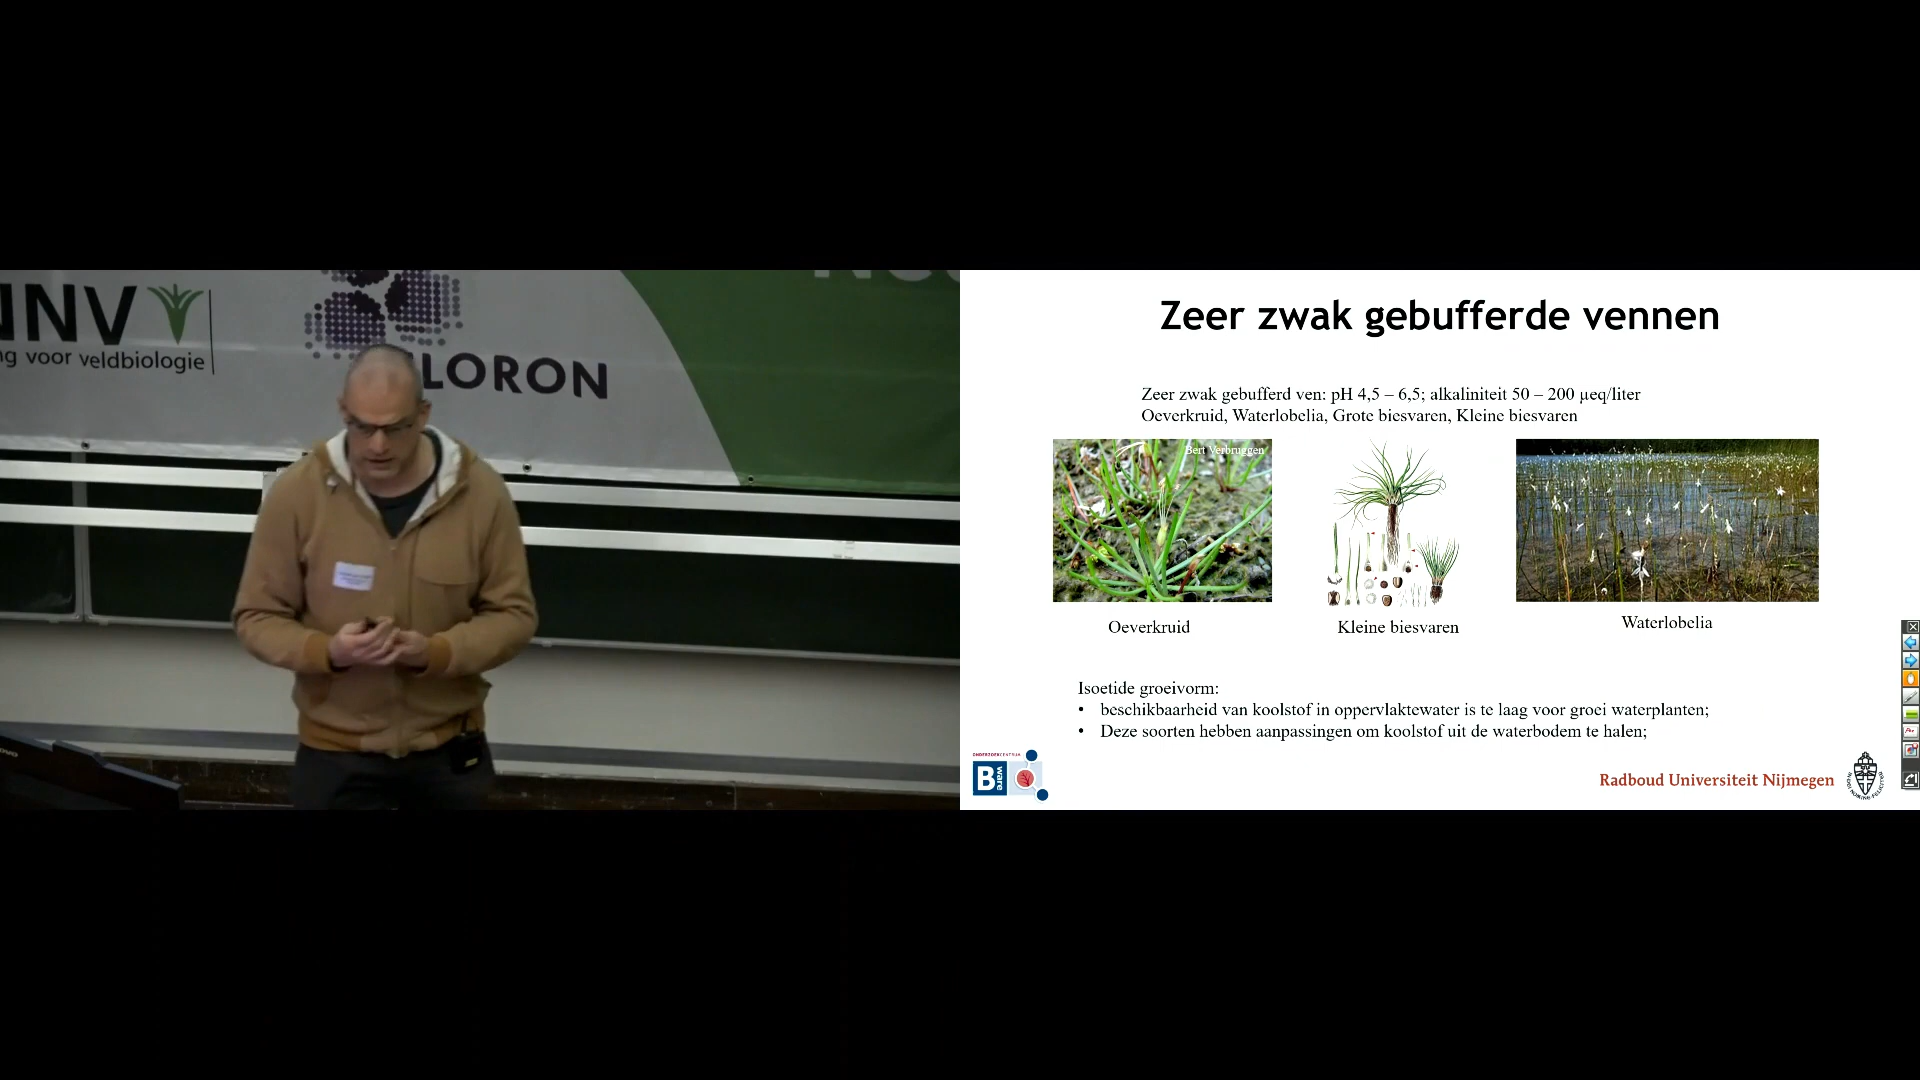 NNV
ng voor veldbiologie
LORON
Zeer zwak gebufferde vennen
Zeer zwak gebufferd ven: pH 4,5 – 6,5; alkaliniteit 50 – 200 µeq/liter
Oeverkruid, Waterlobelia, Grote biesvaren, Kleine biesvaren
Bert Verbruggen
Oeverkruid
Kleine biesvaren
Waterlobelia
Isoetide groeivorm:
• beschikbaarheid van koolstof in oppervlaktewater is te laag voor groei waterplanten;
• Deze soorten hebben aanpassingen om koolstof uit de waterbodem te halen;
ONDERZOEKCENTRUM
B ware
Radboud Universiteit Nijmegen